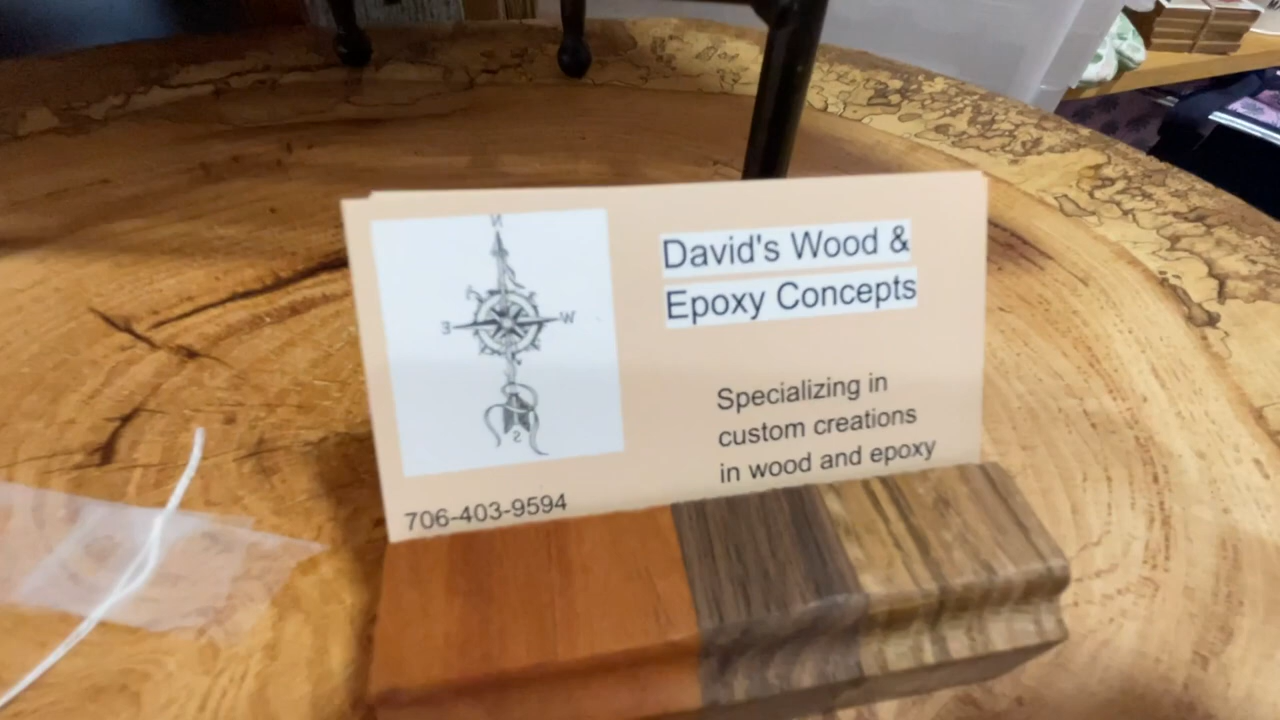 N
E W
S
David's Wood &
Epoxy Concepts
Specializing in
custom creations
in wood and epoxy
706-403-9594